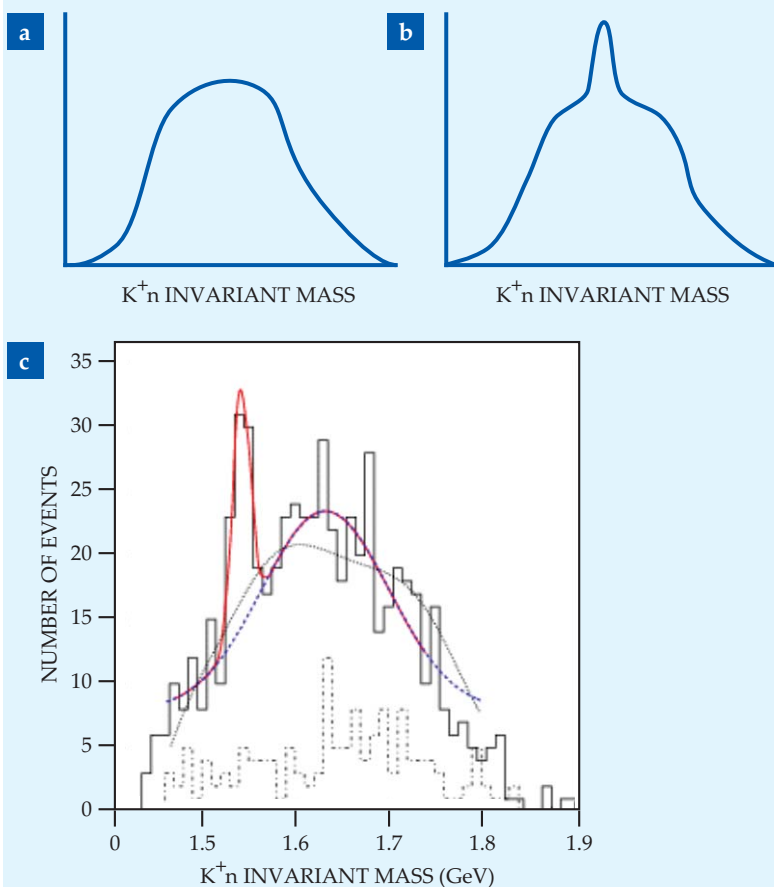 a
b
K⁺n INVARIANT MASS
K⁺n INVARIANT MASS
c
NUMBER OF EVENTS
35
30
25
20
15
10
5
0
0 1.5 1.6 1.7 1.8 1.9
K⁺n INVARIANT MASS (GeV)